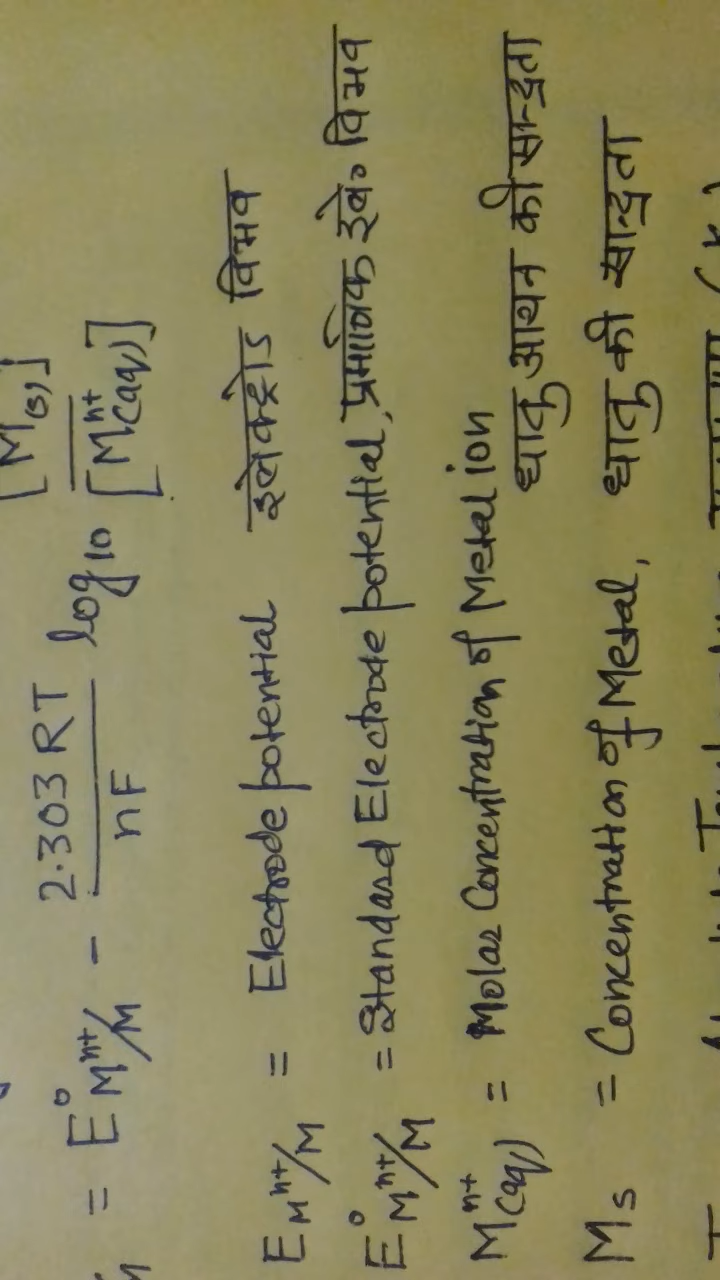 = E°Mⁿ⁺/M - 2.303 RT / nF log10 [M(s)] / [Mⁿ⁺(aq)]
EMⁿ⁺/M = Electrode potential इलेक्ट्रोड विभव
E°Mⁿ⁺/M = Standard Electrode potential, प्रमाणिक इले० विभव
Mⁿ⁺(aq) = Molar Concentration of Metal ion
धातु आयन की सान्द्रता
Ms = Concentration of Metal, धातु की सान्द्रता